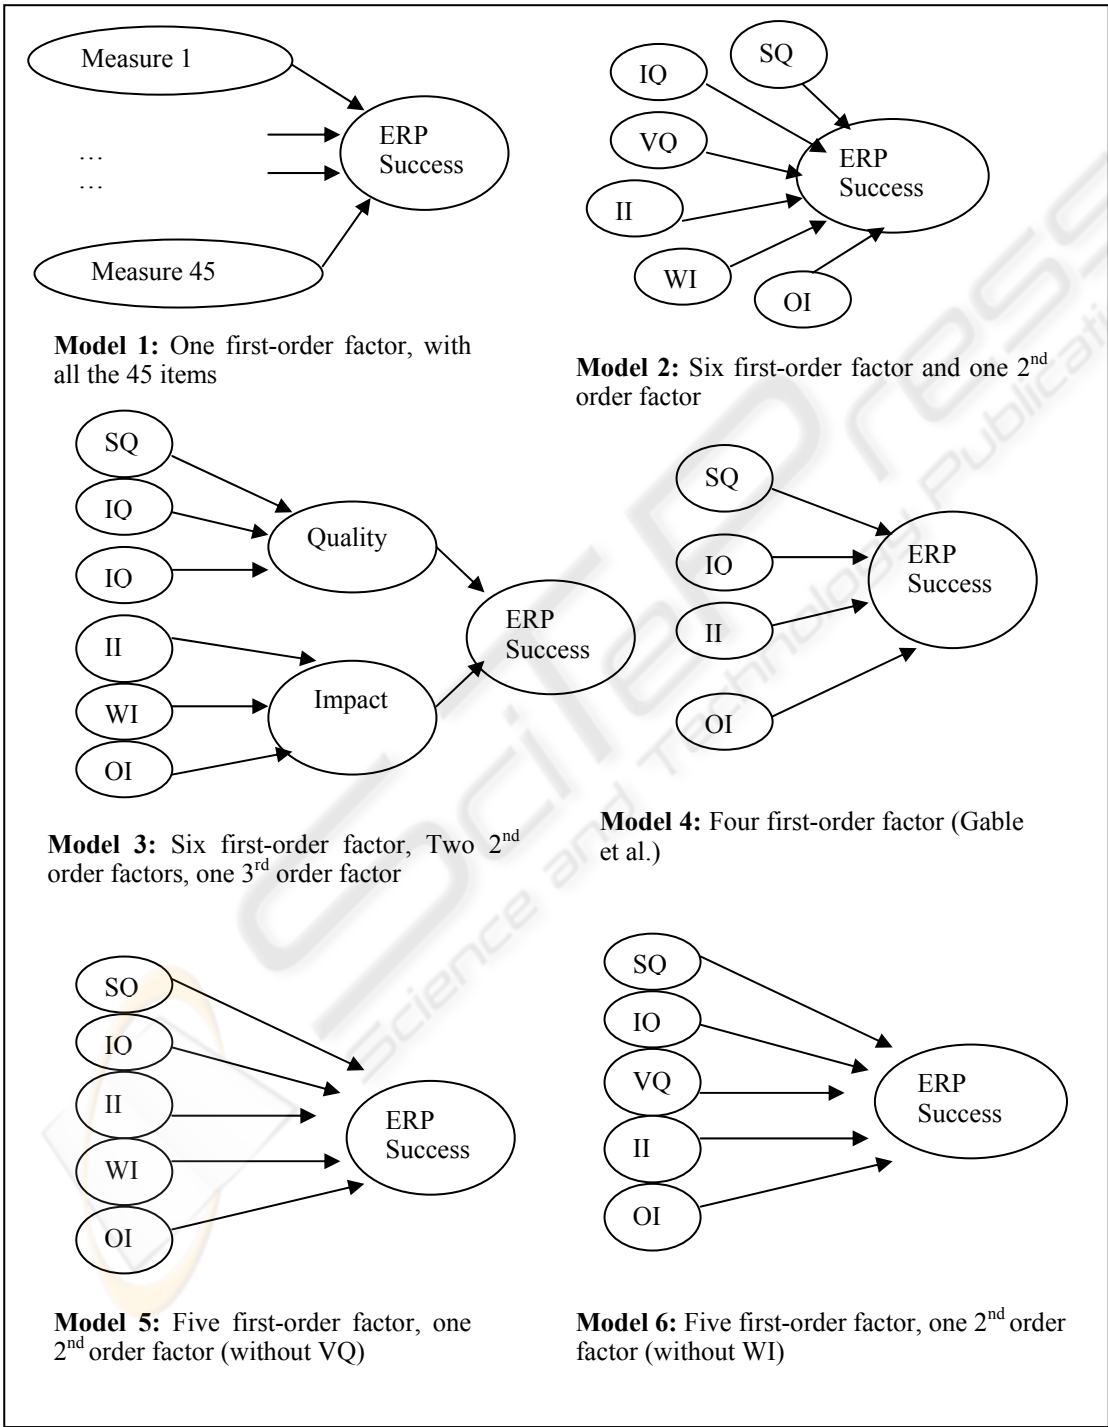 Measure 1
...
...
Measure 45
ERP
Success
Model 1: One first-order factor, with
all the 45 items
SQ
IQ
VQ
II
WI
OI
ERP
Success
Model 2: Six first-order factor and one 2nd
order factor
SQ
IQ
IO
II
WI
OI
Quality
Impact
ERP
Success
Model 3: Six first-order factor, Two 2nd
order factors, one 3rd order factor
SQ
IO
II
OI
ERP
Success
Model 4: Four first-order factor (Gable
et al.)
SO
IO
II
WI
OI
ERP
Success
Model 5: Five first-order factor, one
2nd order factor (without VQ)
SQ
IO
VQ
II
OI
ERP
Success
Model 6: Five first-order factor, one 2nd order
factor (without WI)
SciTePress
Science and Technology Publicati